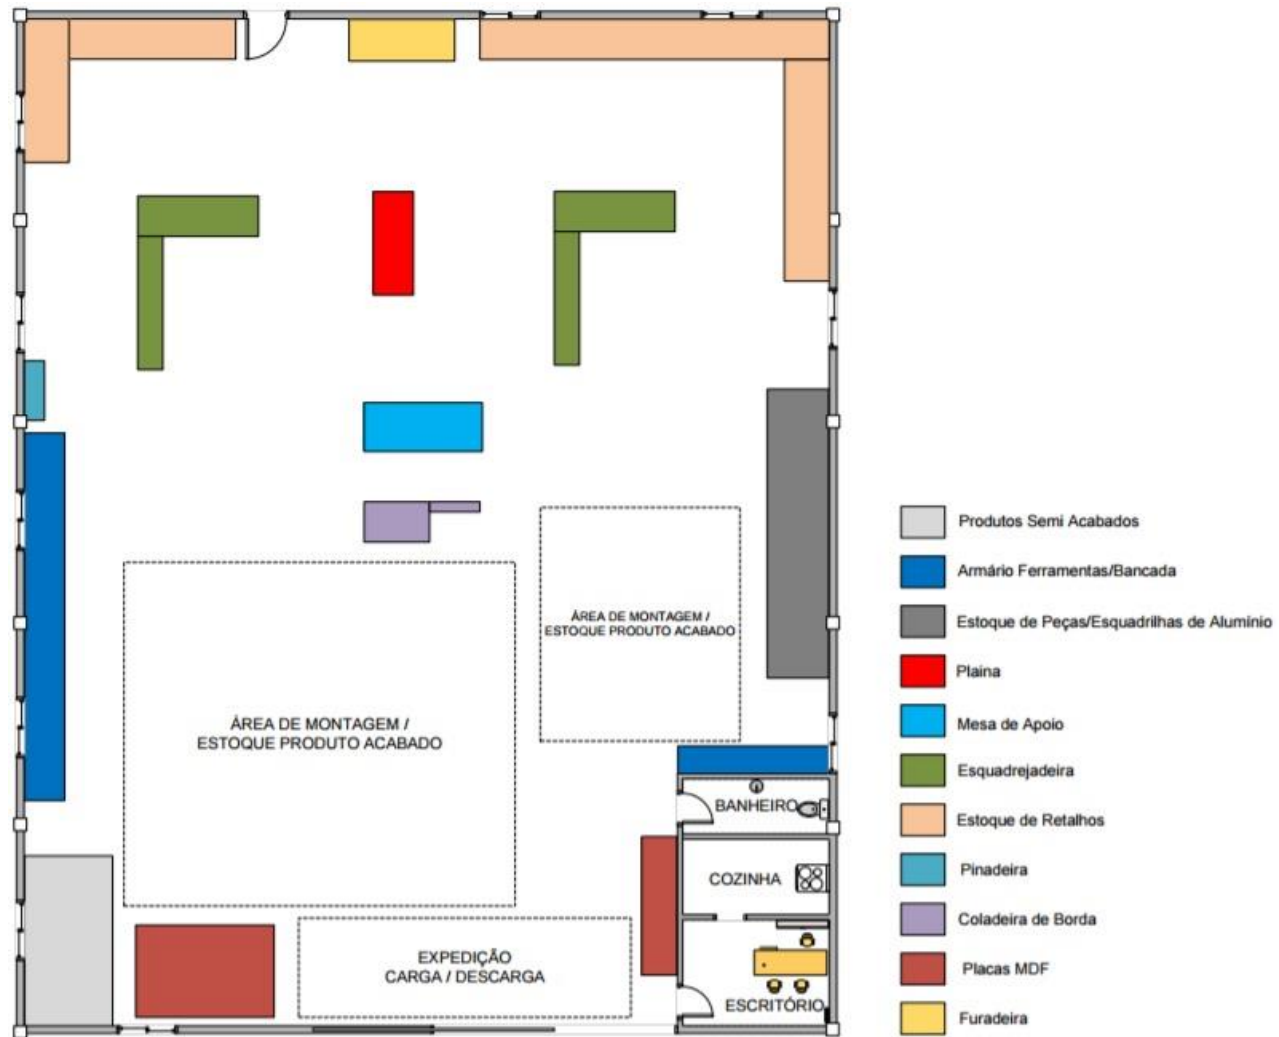 ÁREA DE MONTAGEM /
ESTOQUE PRODUTO ACABADO
ÁREA DE MONTAGEM /
ESTOQUE PRODUTO ACABADO
BANHEIRO
COZINHA
EXPEDIÇÃO
CARGA / DESCARGA
ESCRITÓRIO
Produtos Semi Acabados
Armário Ferramentas/Bancada
Estoque de Peças/Esquadrilhas de Alumínio
Plaina
Mesa de Apoio
Esquadrejadeira
Estoque de Retalhos
Pinadeira
Coladeira de Borda
Placas MDF
Furadeira